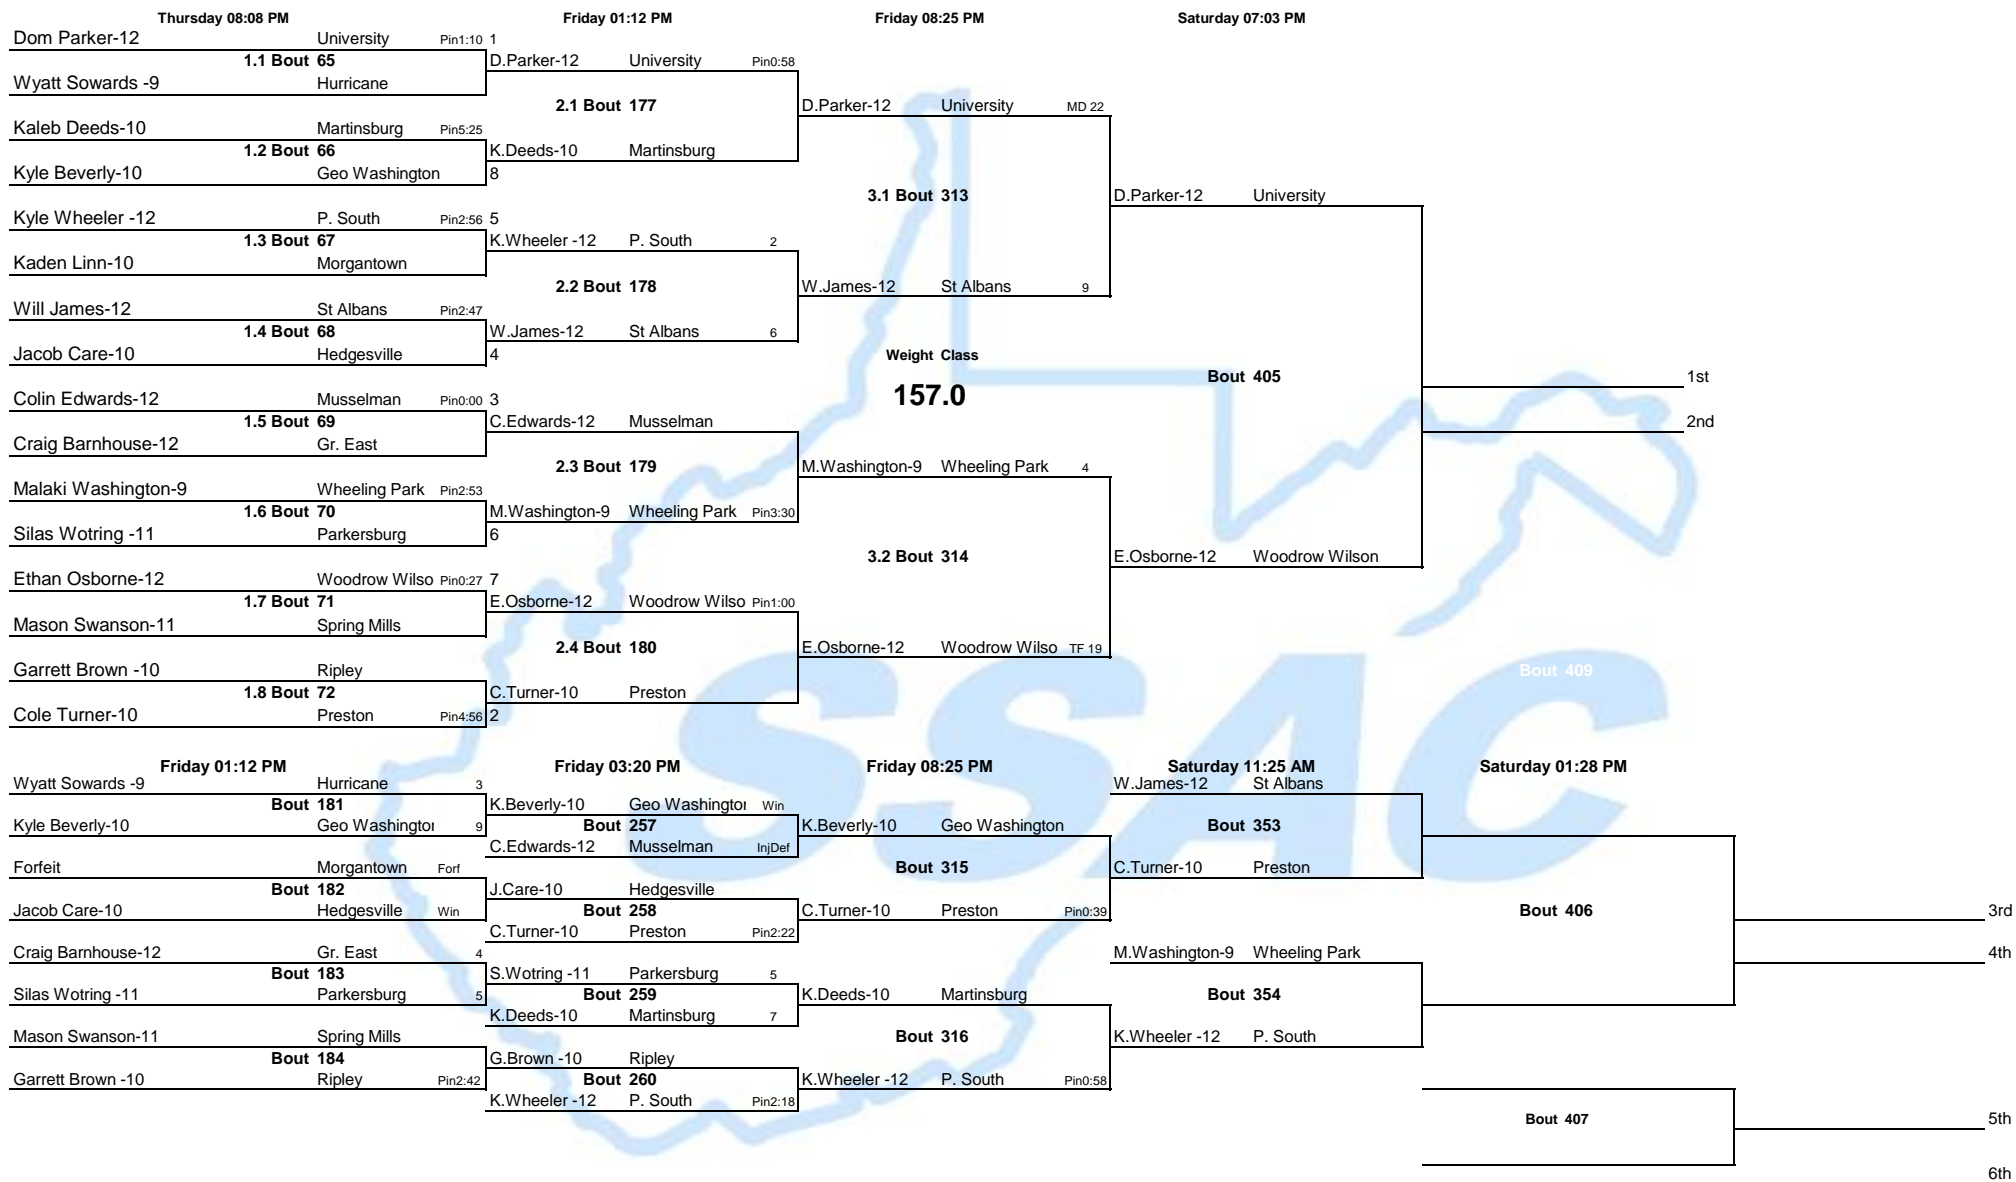 Thursday 08:08 PM Friday 01:12 PM Friday 08:25 PM Saturday 07:03 PM
Dom Parker-12 University Pin1:10 1
1.1 Bout 65 D.Parker-12 University Pin0:58
Wyatt Sowards -9 Hurricane
2.1 Bout 177 D.Parker-12 University MD 22
Kaleb Deeds-10 Martinsburg Pin5:25
1.2 Bout 66 K.Deeds-10 Martinsburg
Kyle Beverly-10 Geo Washington 8
3.1 Bout 313 D.Parker-12 University
Kyle Wheeler -12 P. South Pin2:56 5
1.3 Bout 67 K.Wheeler -12 P. South 2
Kaden Linn-10 Morgantown
2.2 Bout 178 W.James-12 St Albans 9
Will James-12 St Albans Pin2:47
1.4 Bout 68 W.James-12 St Albans 6
Jacob Care-10 Hedgesville 4 Weight Class
Bout 405 1st
Colin Edwards-12 Musselman Pin0:00 3 157.0
1.5 Bout 69 C.Edwards-12 Musselman 2nd
Craig Barnhouse-12 Gr. East
2.3 Bout 179 M.Washington-9 Wheeling Park 4
Malaki Washington-9 Wheeling Park Pin2:53
1.6 Bout 70 M.Washington-9 Wheeling Park Pin3:30
Silas Wotring -11 Parkersburg 6
3.2 Bout 314 E.Osborne-12 Woodrow Wilson
Ethan Osborne-12 Woodrow Wilso Pin0:27 7
1.7 Bout 71 E.Osborne-12 Woodrow Wilso Pin1:00
Mason Swanson-11 Spring Mills
2.4 Bout 180 E.Osborne-12 Woodrow Wilso TF 19
Garrett Brown -10 Ripley Bout 409
1.8 Bout 72 C.Turner-10 Preston
Cole Turner-10 Preston Pin4:56 2
SSAC
Friday 01:12 PM Friday 03:20 PM Friday 08:25 PM Saturday 11:25 AM Saturday 01:28 PM
Wyatt Sowards -9 Hurricane 3 W.James-12 St Albans
Bout 181 K.Beverly-10 Geo Washingto Win
Kyle Beverly-10 Geo Washingto 9 Bout 257 K.Beverly-10 Geo Washington Bout 353
C.Edwards-12 Musselman InjDef
Forfeit Morgantown Forf Bout 315 C.Turner-10 Preston
Bout 182 J.Care-10 Hedgesville
Jacob Care-10 Hedgesville Win Bout 258 C.Turner-10 Preston Pin0:39 Bout 406 3rd
C.Turner-10 Preston Pin2:22
Craig Barnhouse-12 Gr. East 4 M.Washington-9 Wheeling Park 4th
Bout 183 S.Wotring -11 Parkersburg 5
Silas Wotring -11 Parkersburg 5 Bout 259 K.Deeds-10 Martinsburg Bout 354
K.Deeds-10 Martinsburg 7
Mason Swanson-11 Spring Mills Bout 316 K.Wheeler -12 P. South
Bout 184 G.Brown -10 Ripley
Garrett Brown -10 Ripley Pin2:42 Bout 260 K.Wheeler -12 P. South Pin0:58
K.Wheeler -12 P. South Pin2:18
Bout 407 5th
6th